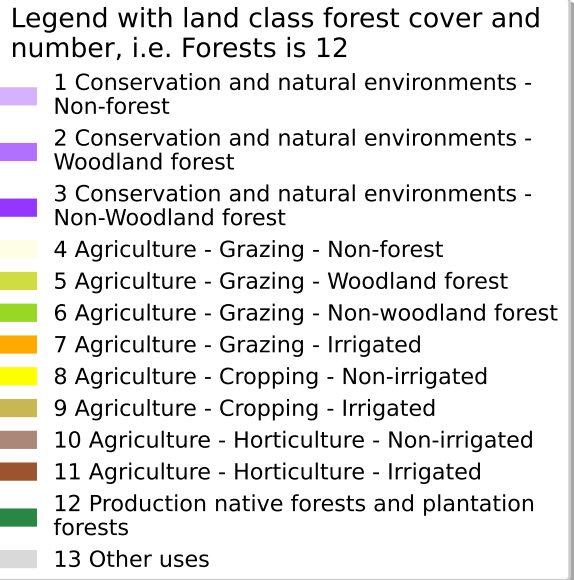 Legend with land class forest cover and
number, i.e. Forests is 12
1 Conservation and natural environments -
Non-forest
2 Conservation and natural environments -
Woodland forest
3 Conservation and natural environments -
Non-Woodland forest
4 Agriculture - Grazing - Non-forest
5 Agriculture - Grazing - Woodland forest
6 Agriculture - Grazing - Non-woodland forest
7 Agriculture - Grazing - Irrigated
8 Agriculture - Cropping - Non-irrigated
9 Agriculture - Cropping - Irrigated
10 Agriculture - Horticulture - Non-irrigated
11 Agriculture - Horticulture - Irrigated
12 Production native forests and plantation
forests
13 Other uses